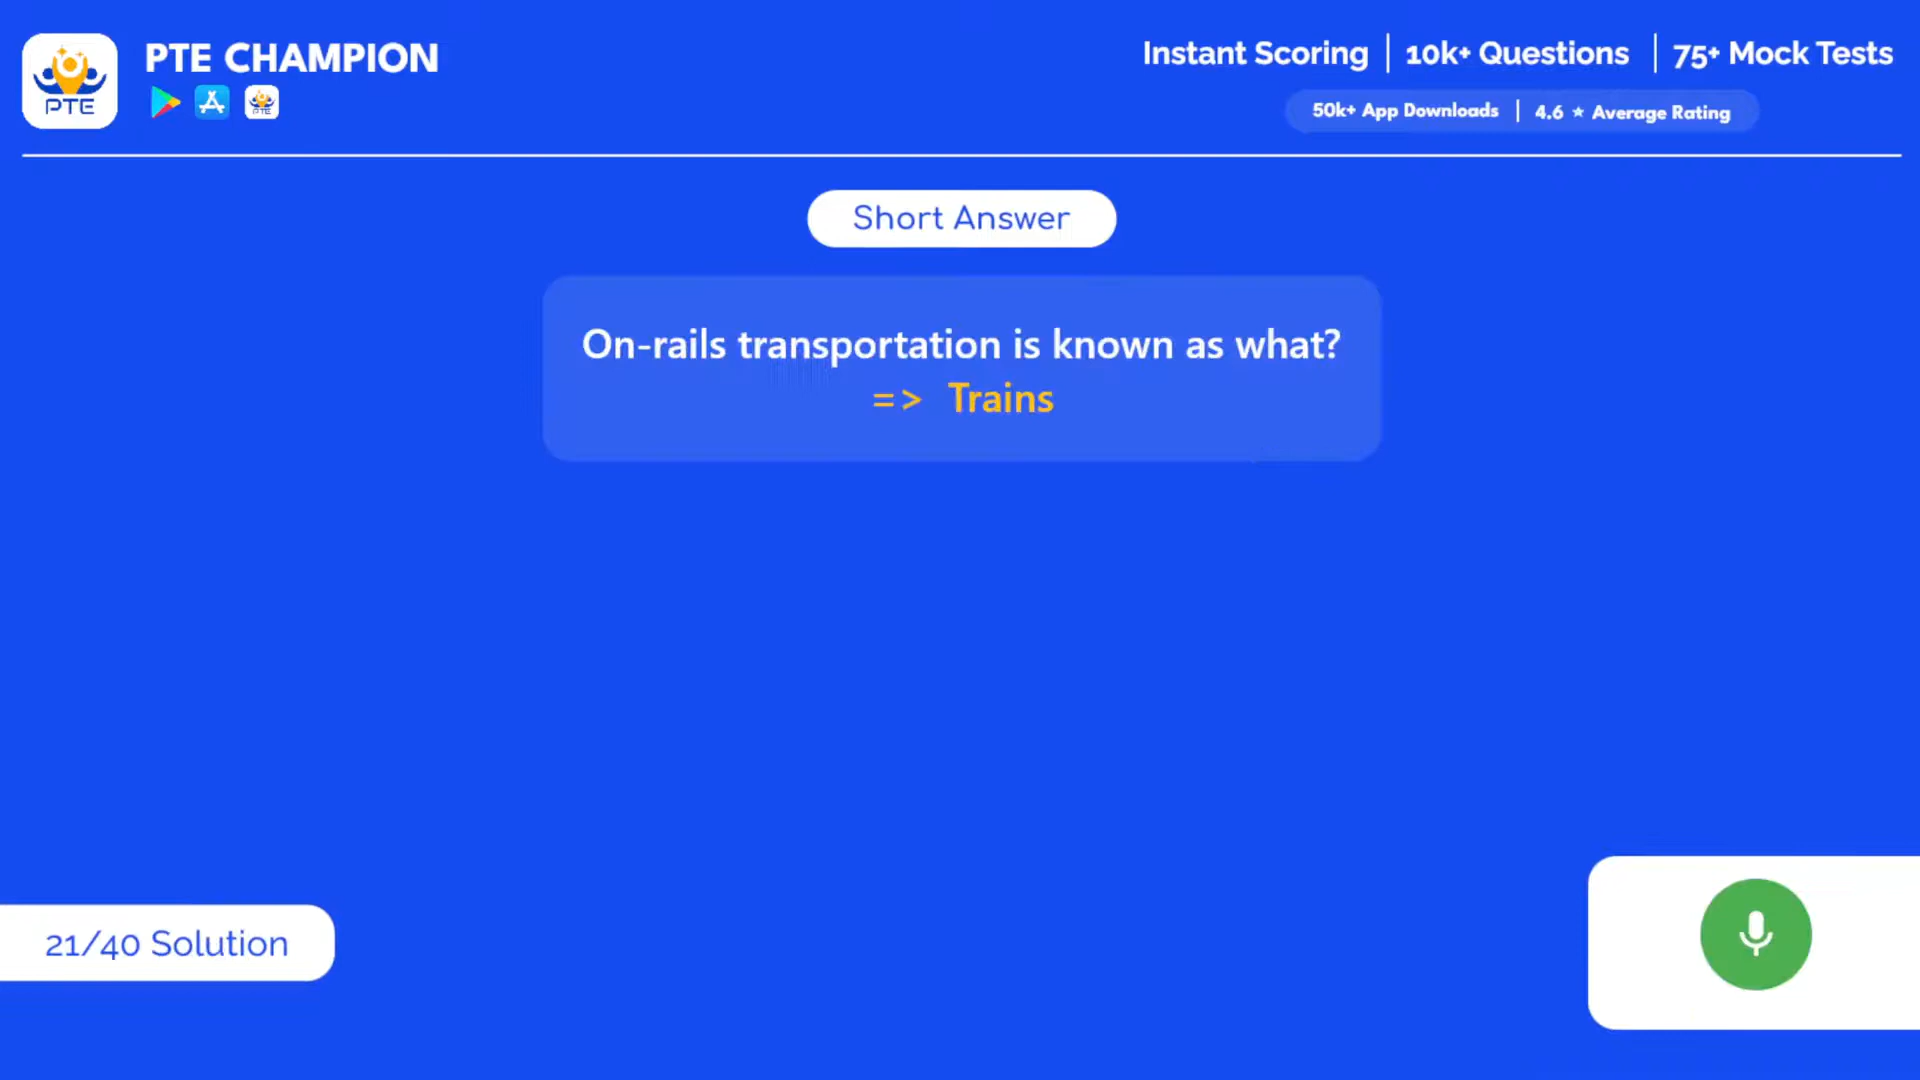 PTE
PTE CHAMPION
PTE
Instant Scoring | 10k+ Questions | 75+ Mock Tests
50k+ App Downloads | 4.6 ★ Average Rating
Short Answer
On-rails transportation is known as what?
=> Trains
21/40 Solution